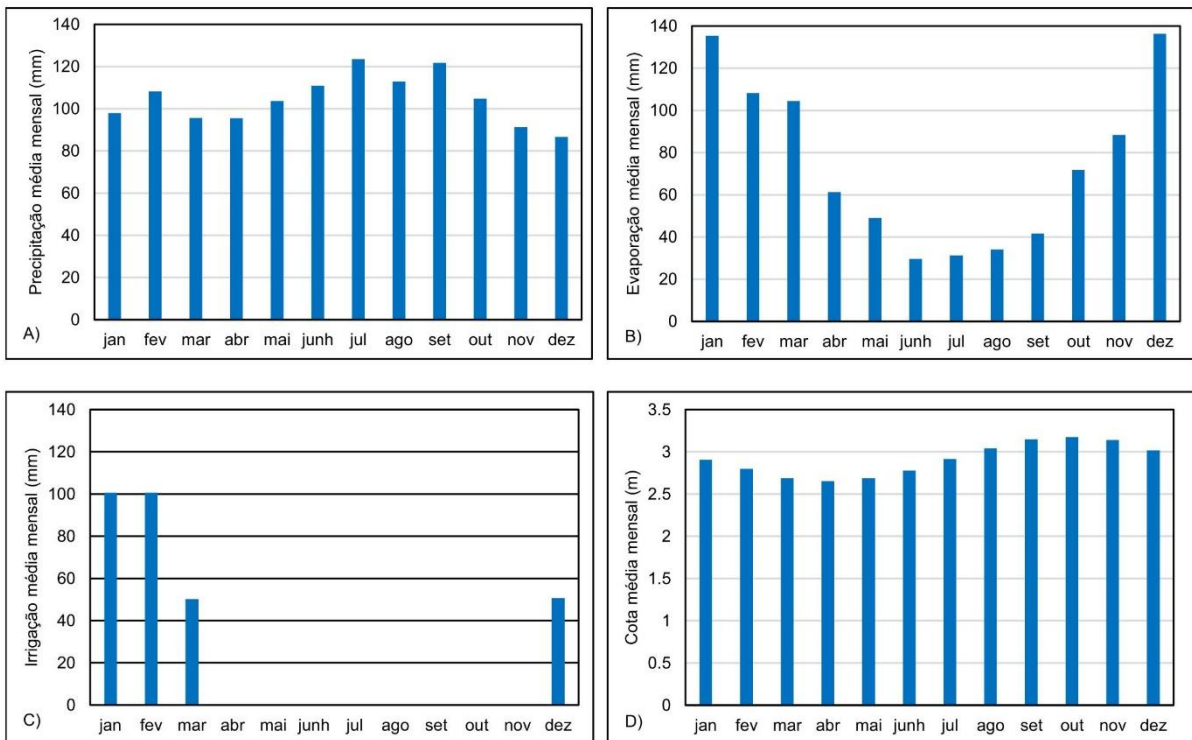 Precipitação média mensal (mm)
140
120
100
80
60
40
20
0
jan fev mar abr mai junh jul ago set out nov dez
A)
Evaporação média mensal (mm)
140
120
100
80
60
40
20
0
jan fev mar abr mai junh jul ago set out nov dez
B)
Irrigação média mensal (mm)
140
120
100
80
60
40
20
0
jan fev mar abr mai junh jul ago set out nov dez
C)
Cota média mensal (m)
3.5
3
2.5
2
1.5
1
0.5
0
jan fev mar abr mai junh jul ago set out nov dez
D)